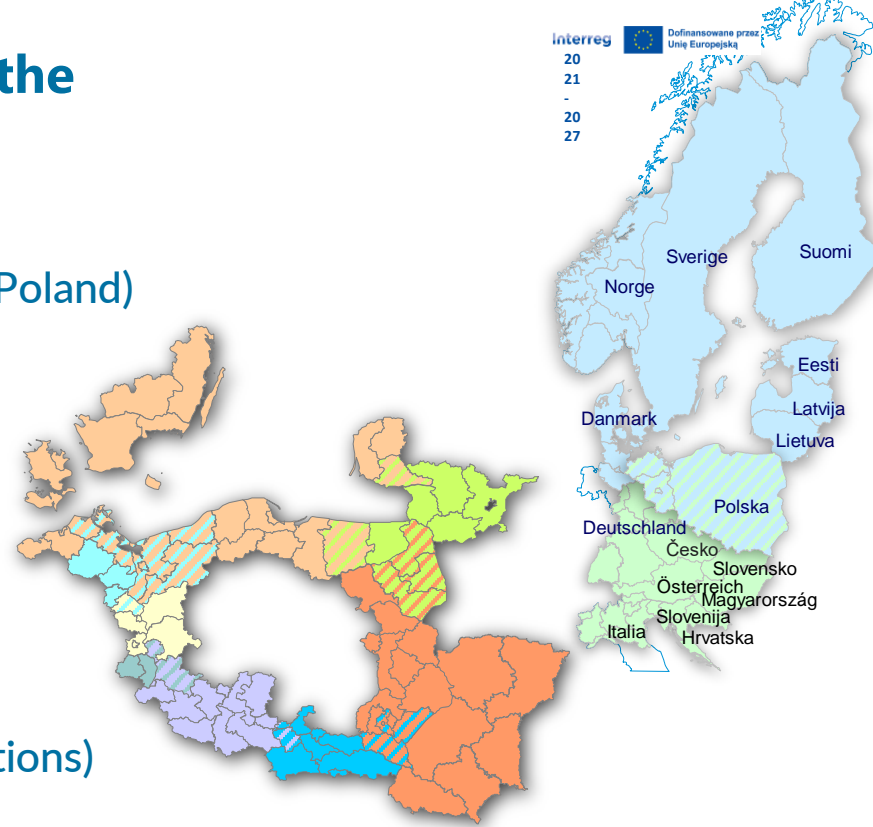 the
Interreg
Dofinansowane przez
Unię Europejską
20
21
-
20
27
Poland)
tions)
Sverige
Suomi
Norge
Eesti
Danmark
Latvija
Lietuva
Polska
Deutschland
Česko
Slovensko
Österreich
Magyarország
Slovenija
Italia
Hrvatska